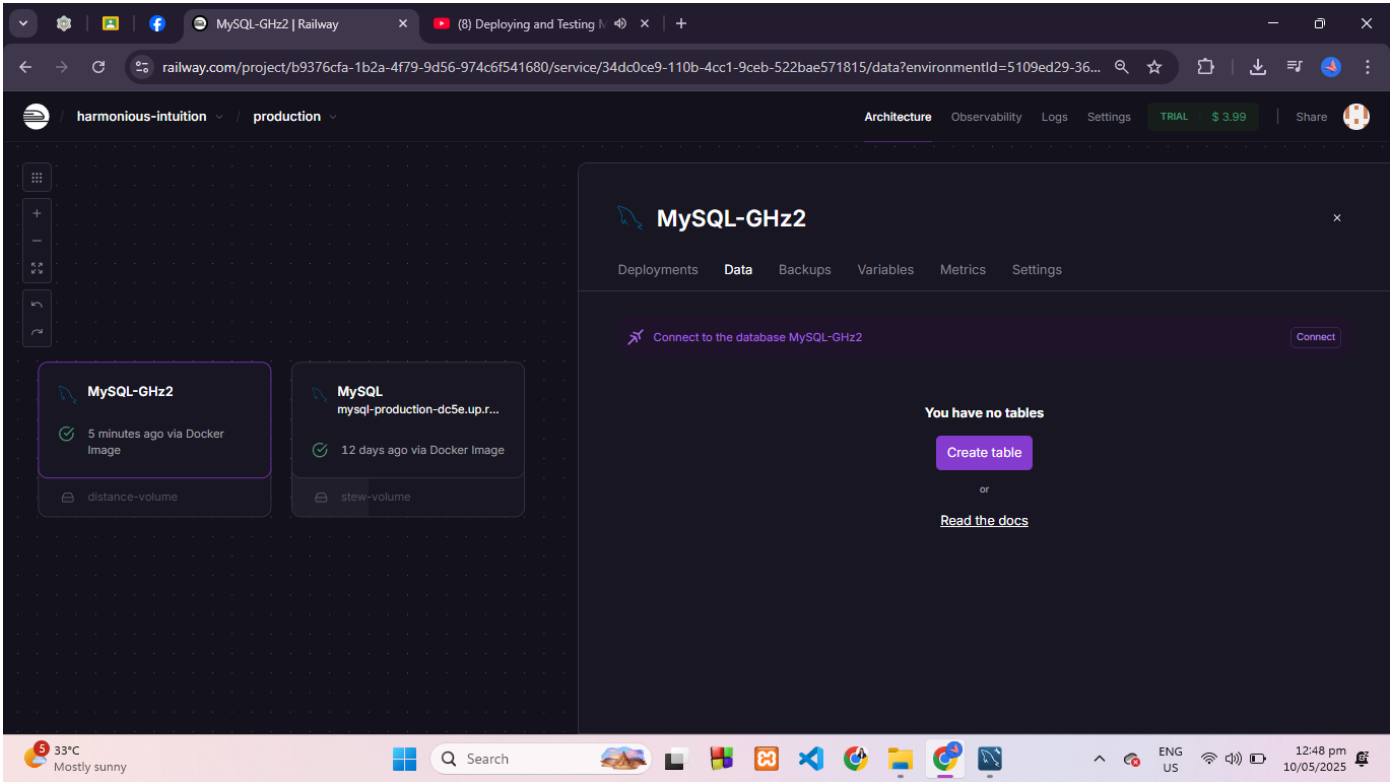 MySQL-GHz2 | Railway
(8) Deploying and Testing M
railway.com/project/b9376cfa-1b2a-4f79-9d56-974c6f541680/service/34dc0ce9-110b-4cc1-9ceb-522bae571815/data?environmentId=5109ed29-36...
/ harmonious-intuition / production
Architecture Observability Logs Settings TRIAL $ 3.99 Share
MySQL-GHz2
Deployments Data Backups Variables Metrics Settings
Connect to the database MySQL-GHz2 Connect
You have no tables
Create table
or
Read the docs
MySQL-GHz2
5 minutes ago via Docker
Image
distance-volume
MySQL
mysql-production-dc5e.up.r...
12 days ago via Docker Image
stew-volume
5
33°C
Mostly sunny
Search
ENG
US
12:48 pm
10/05/2025